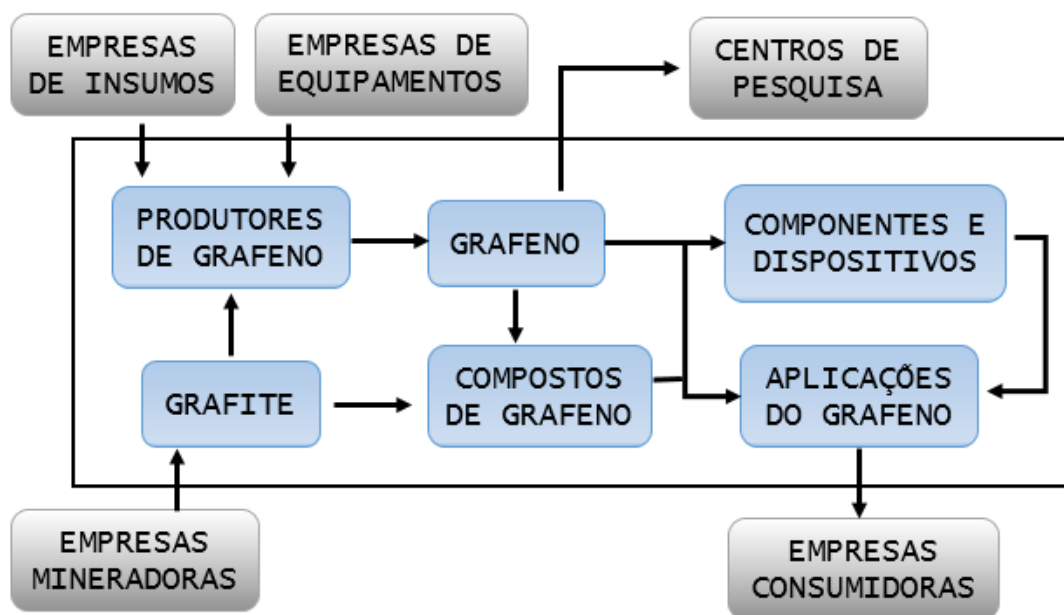 EMPRESAS
DE INSUMOS
EMPRESAS DE
EQUIPAMENTOS
CENTROS DE
PESQUISA
PRODUTORES
DE GRAFENO
GRAFENO
COMPONENTES E
DISPOSITIVOS
GRAFITE
COMPOSTOS
DE GRAFENO
APLICAÇÕES
DO GRAFENO
EMPRESAS
MINERADORAS
EMPRESAS
CONSUMIDORAS